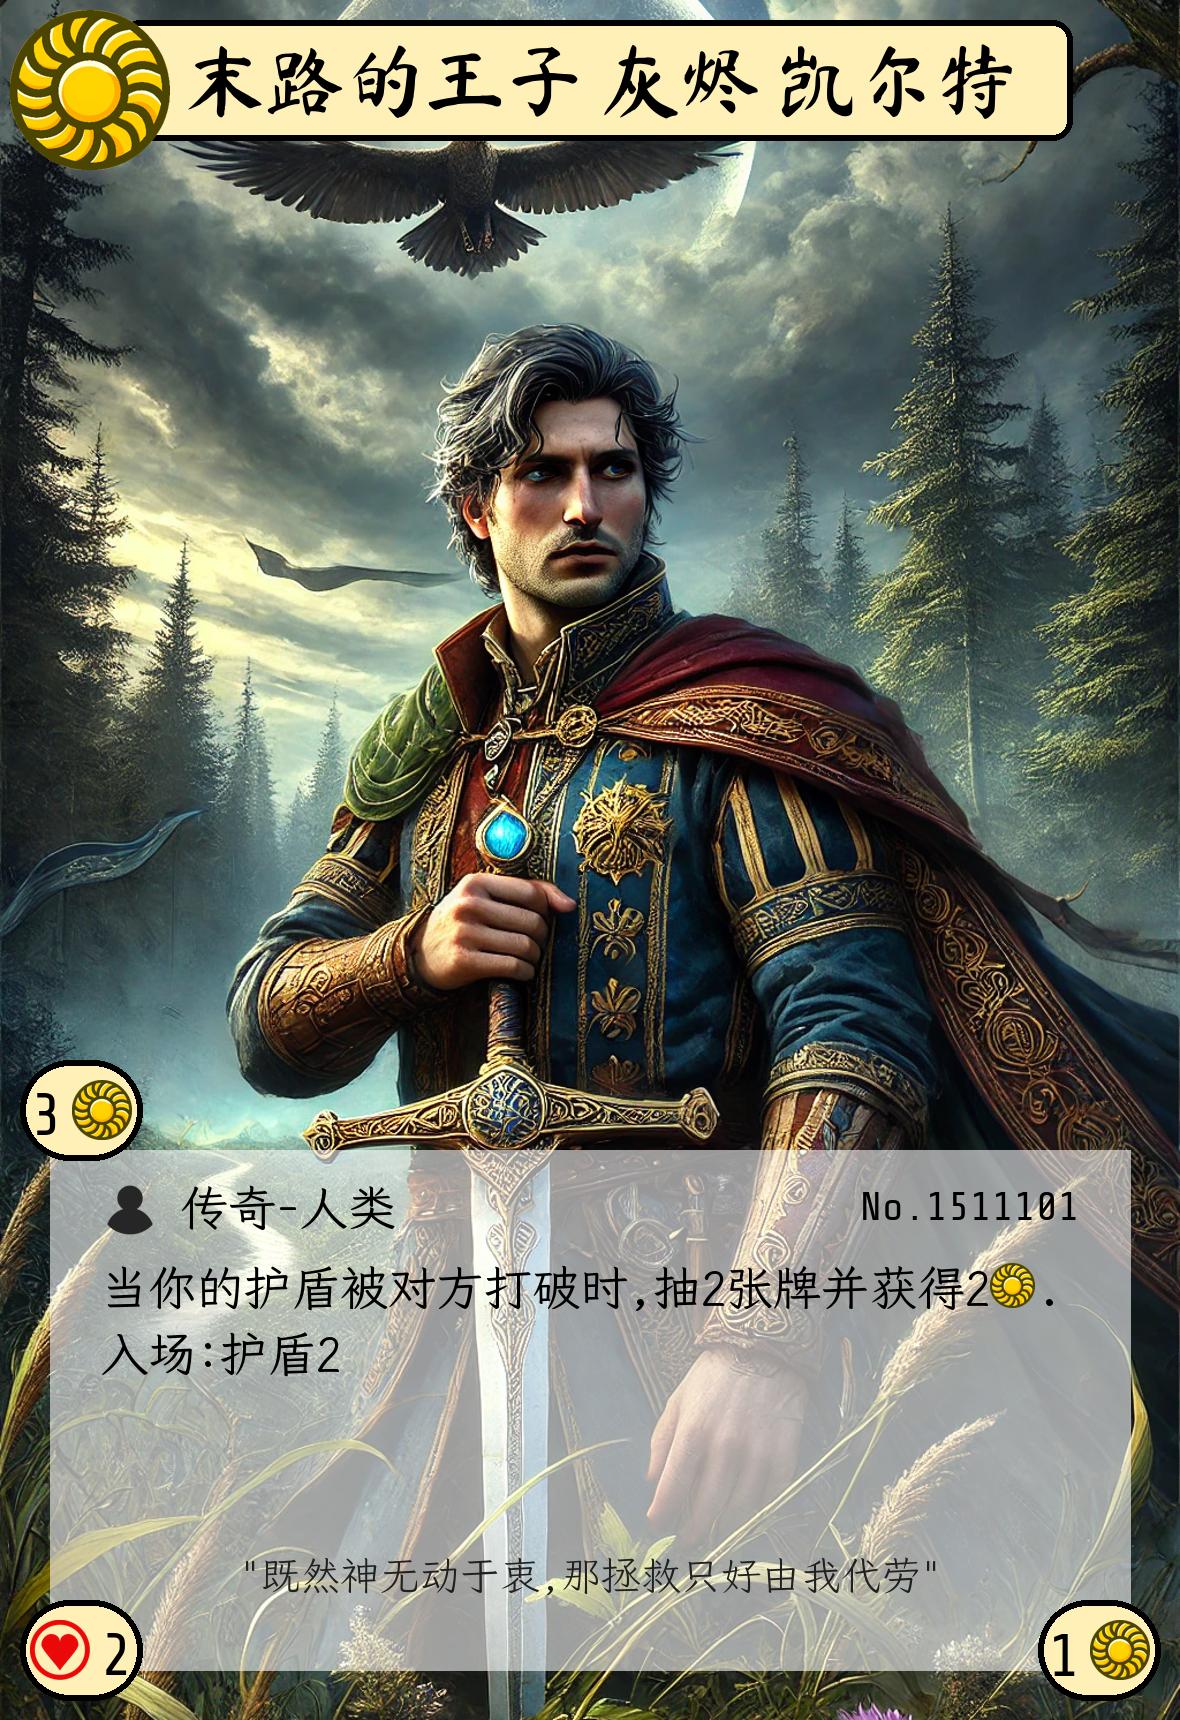 末路的王子 灰烬 凯尔特
3
传奇-人类
No.1511101
当你的护盾被对方打破时,抽2张牌并获得2.
入场:护盾2
"既然神无动于衷,那拯救只好由我代劳"
2
1